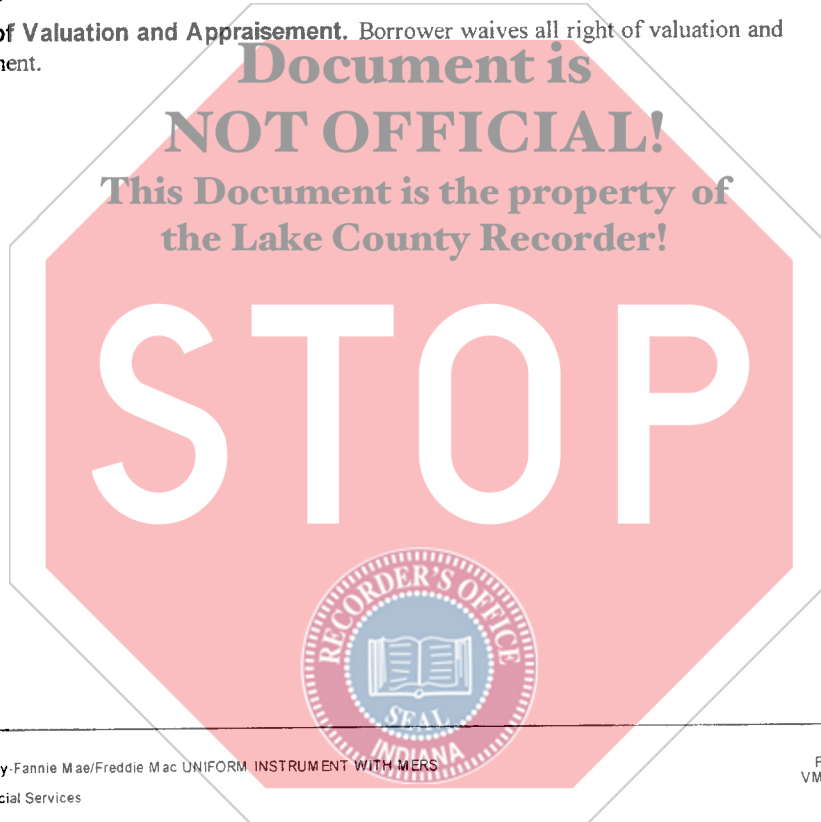 of Valuation and Appraisement. Borrower waives all right of valuation and
Document is
NOT OFFICIAL!
This Document is the property of
the Lake County Recorder!
STOP
RECORDER'S OFFICE
SEAL
INDIANA
y-Fannie Mae/Freddie Mac UNIFORM INSTRUMENT WITH MERS
VM
cial Services